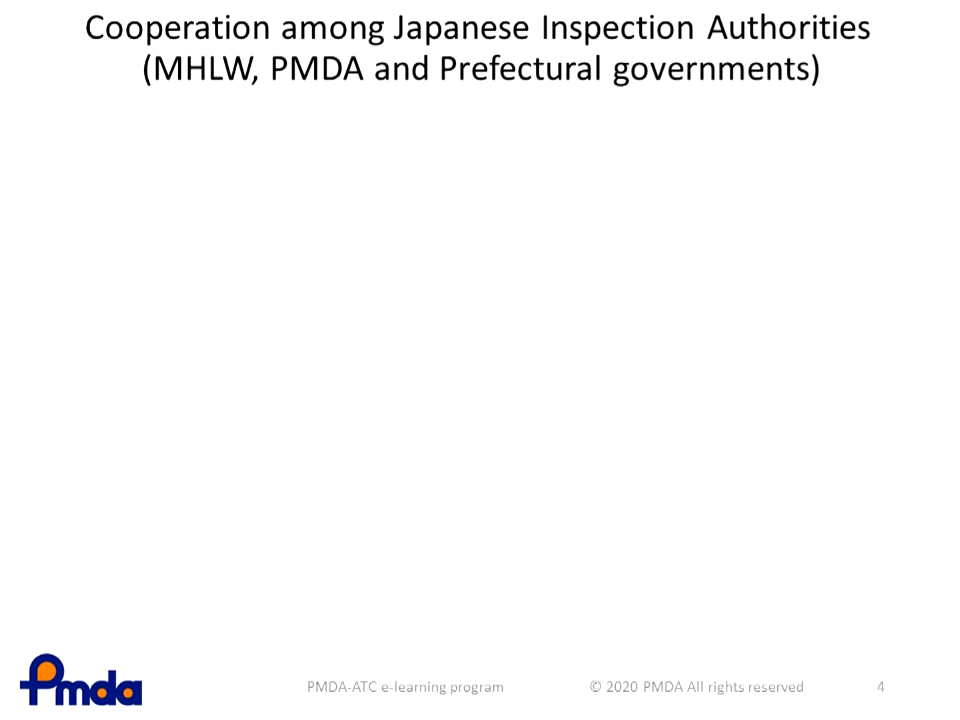 Cooperation among Japanese Inspection Authorities
(MHLW, PMDA and Prefectural governments)
Pmda
PMDA-ATC e-learning program
© 2020 PMDA All rights reserved
4